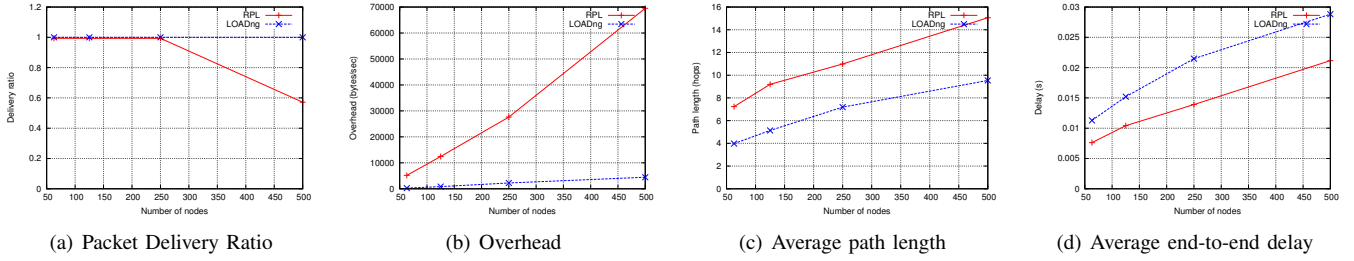 1.2
1
0.8
0.6
0.4
0.2
0
Delivery ratio
50 100 150 200 250 300 350 400 450 500
Number of nodes
RPL
LOADng
(a) Packet Delivery Ratio
70000
60000
50000
40000
30000
20000
10000
0
Overhead (bytes/sec)
50 100 150 200 250 300 350 400 450 500
Number of nodes
RPL
LOADng
(b) Overhead
16
14
12
10
8
6
4
2
0
Path length (hops)
50 100 150 200 250 300 350 400 450 500
Number of nodes
RPL
LOADng
(c) Average path length
0.03
0.025
0.02
0.015
0.01
0.005
0
Delay (s)
50 100 150 200 250 300 350 400 450 500
Number of nodes
RPL
LOADng
(d) Average end-to-end delay